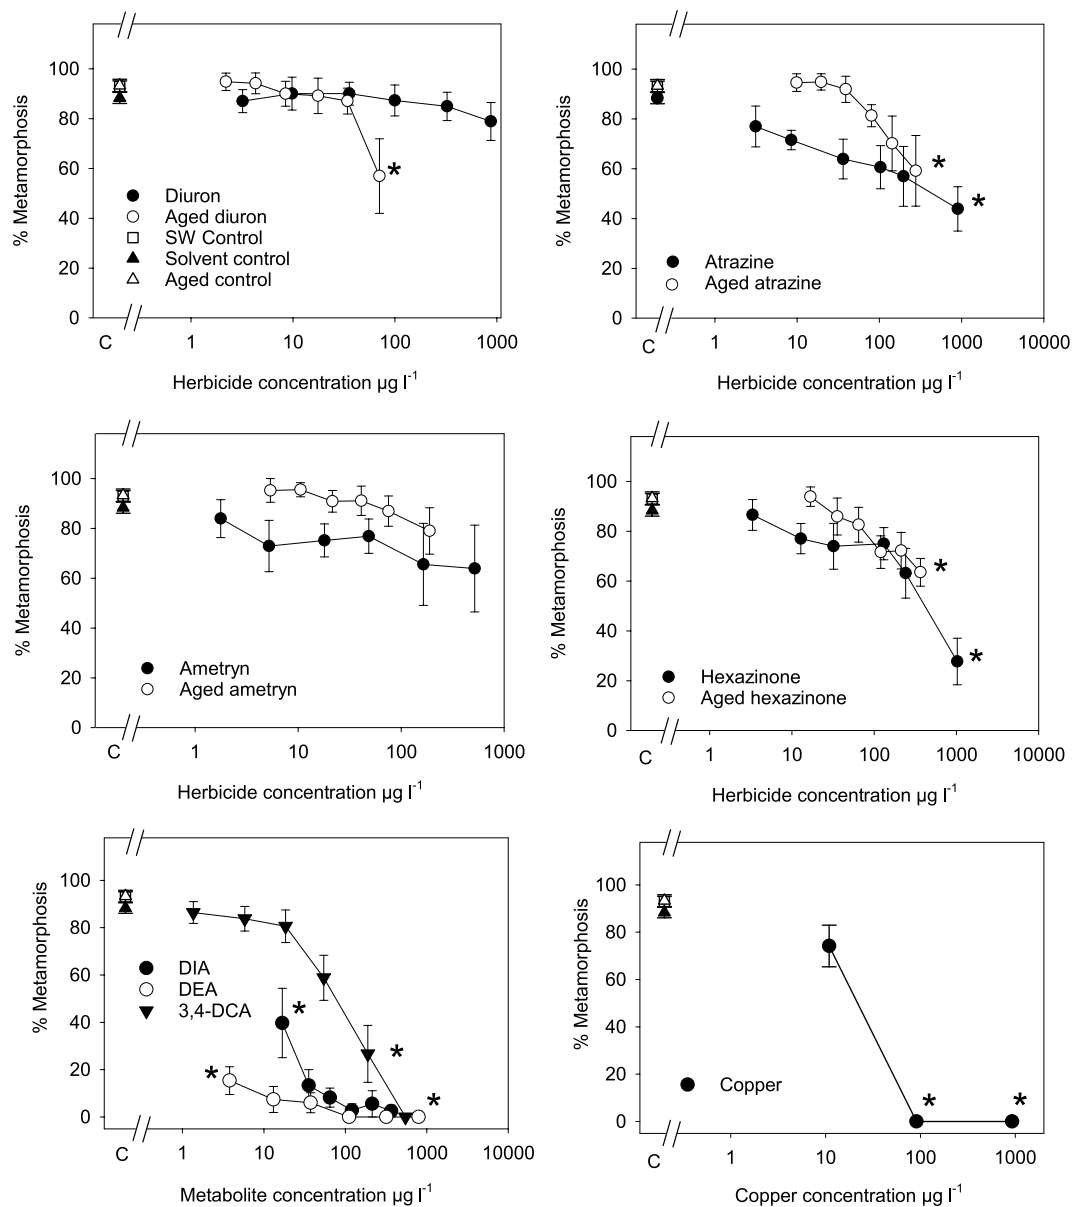 % Metamorphosis
100
80
60
40
20
0
Diuron
Aged diuron
SW Control
Solvent control
Aged control
*
C
1
10
100
1000
Herbicide concentration µg l-1
% Metamorphosis
100
80
60
40
20
0
Atrazine
Aged atrazine
*
*
C
1
10
100
1000
10000
Herbicide concentration µg l-1
% Metamorphosis
100
80
60
40
20
0
Ametryn
Aged ametryn
C
1
10
100
1000
Herbicide concentration µg l-1
% Metamorphosis
100
80
60
40
20
0
Hexazinone
Aged hexazinone
*
*
C
1
10
100
1000
10000
Herbicide concentration µg l-1
% Metamorphosis
100
80
60
40
20
0
DIA
DEA
3,4-DCA
*
*
*
*
C
1
10
100
1000
10000
Metabolite concentration µg l-1
% Metamorphosis
100
80
60
40
20
0
Copper
*
*
C
1
10
100
1000
Copper concentration µg l-1